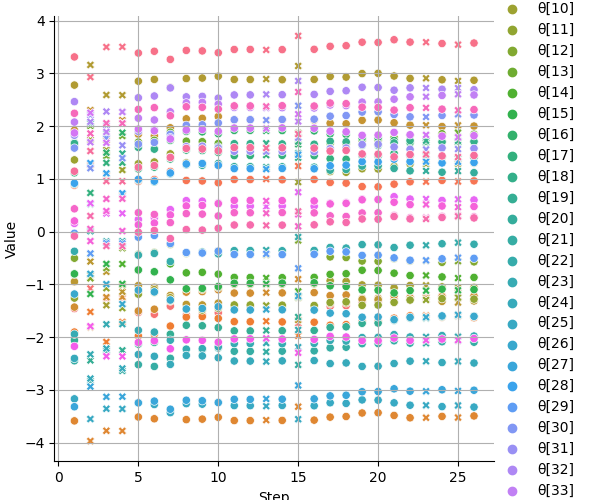 4
3
2
1
0
−1
−2
−3
−4
Value
0
5
10
15
20
25
Step
θ[10]
θ[11]
θ[12]
θ[13]
θ[14]
θ[15]
θ[16]
θ[17]
θ[18]
θ[19]
θ[20]
θ[21]
θ[22]
θ[23]
θ[24]
θ[25]
θ[26]
θ[27]
θ[28]
θ[29]
θ[30]
θ[31]
θ[32]
θ[33]